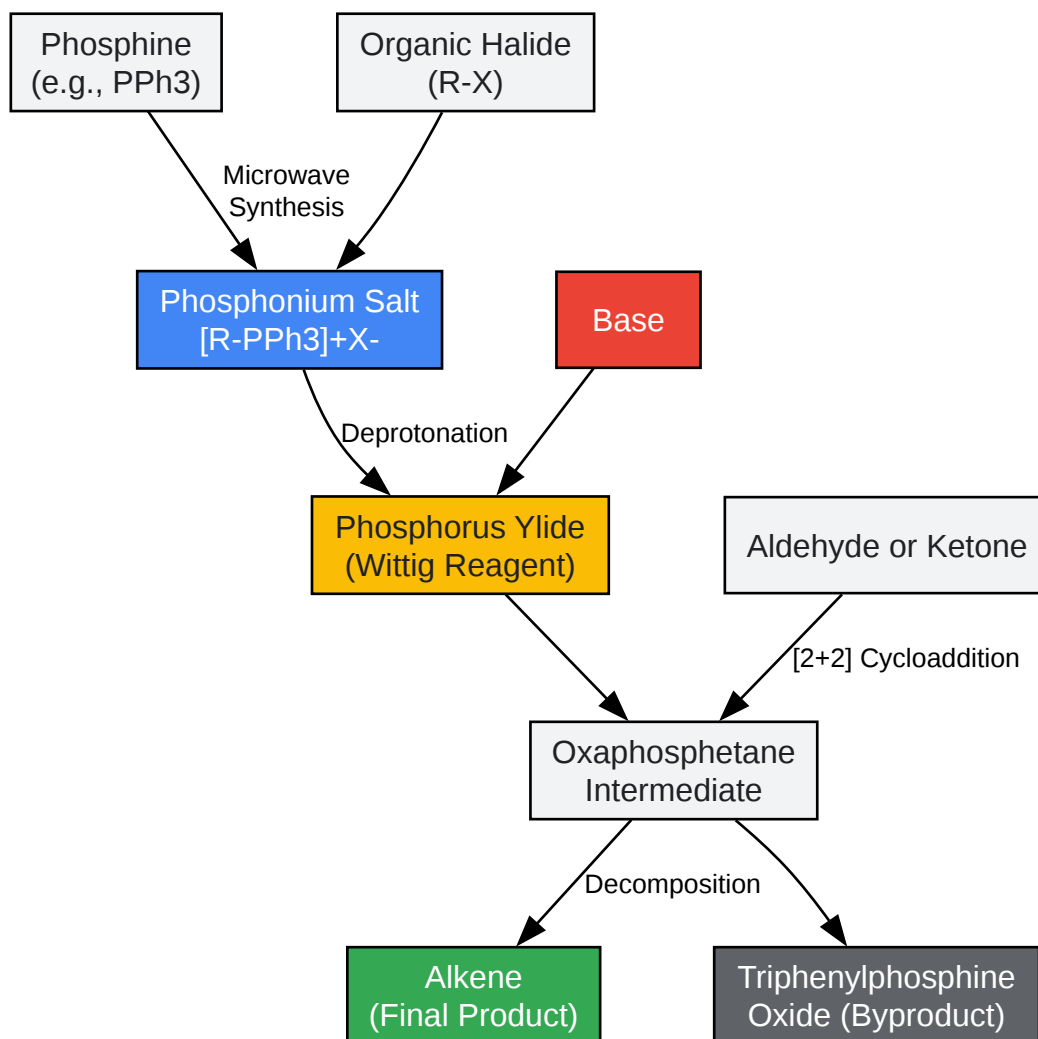 Phosphine
(e.g., PPh3)
Organic Halide
(R-X)
Microwave
Synthesis
Phosphonium Salt
[R-PPh3]+X-
Base
Deprotonation
Phosphorus Ylide
(Wittig Reagent)
Aldehyde or Ketone
[2+2] Cycloaddition
Oxaphosphetane
Intermediate
Decomposition
Alkene
(Final Product)
Triphenylphosphine
Oxide (Byproduct)